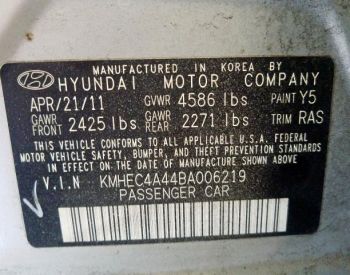 MANUFACTURED IN KOREA BY
HYUNDAI MOTOR COMPANY
APR/21/11 GVWR 4586 lbs PAINT Y5
GAWR FRONT 2425 lbs GAWR REAR 2271 lbs TRIM RAS
THIS VEHICLE CONFORMS TO ALL APPLICABLE U.S.A. FEDERAL
MOTOR VEHICLE SAFETY, BUMPER, AND THEFT PREVENTION
STANDARDS IN EFFECT ON THE DATE OF MANUFACTURE
SHOWN ABOVE.
V.I.N KMHEC4A44BA006219
PASSENGER CAR